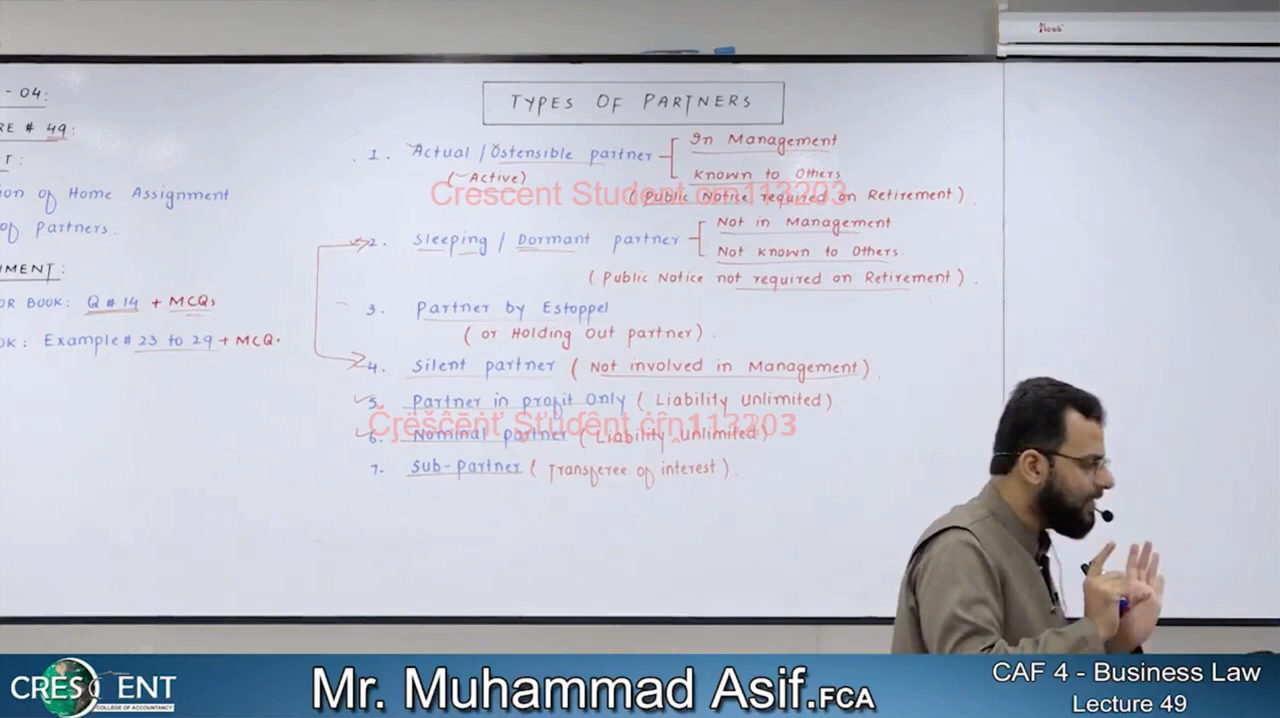 - 04:
RE # 49:
T:
ion of Home Assignment
of Partners.
MENT:
OR BOOK: Q # 14 + MCQs
OK: Example # 23 to 29 + MCQ.
TYPES OF PARTNERS
1. Actual / Ostensible partner
(Active)
In Management
Known to Others
(Public Notice required on Retirement).
2. Sleeping / Dormant partner
Not in Management
Not known to Others.
(Public Notice not required on Retirement).
3. Partner by Estoppel
(or Holding Out partner).
4. Silent partner (Not involved in Management).
5. Partner in profit Only (Liability unlimited).
6. Nominal partner (Liability unlimited)
7. Sub-partner (Transferee of interest).
Crescent Student crn113203
Crescent Student crn113203
CRESCENT
COLLEGE OF ACCOUNTANCY
Mr. Muhammad Asif.FCA
CAF 4 - Business Law
Lecture 49